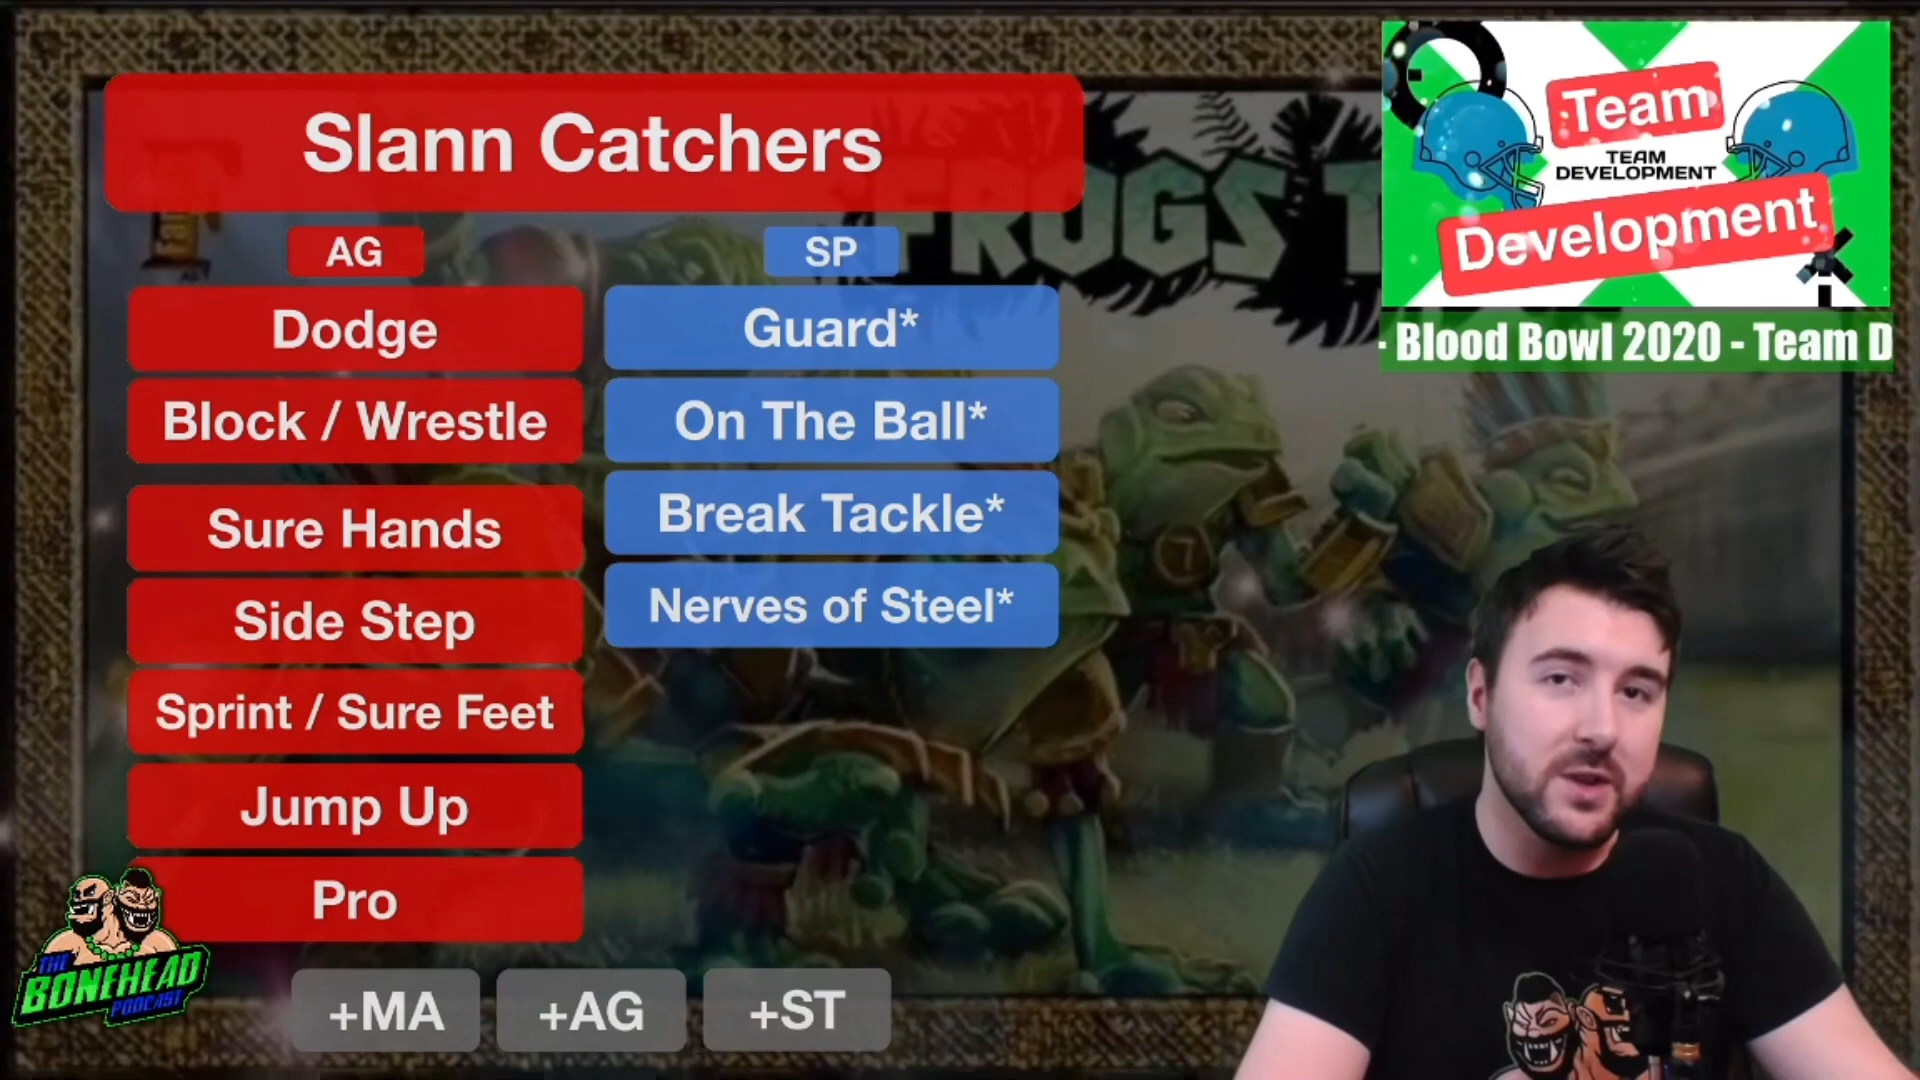 Slann Catchers
AG
Dodge
Block / Wrestle
Sure Hands
Side Step
Sprint / Sure Feet
Jump Up
Pro
SP
Guard*
On The Ball*
Break Tackle*
Nerves of Steel*
+MA
+AG
+ST
FROGS T
Team
TEAM
DEVELOPMENT
Development
· Blood Bowl 2020 - Team D
THE
BONEHEAD
PODCAST